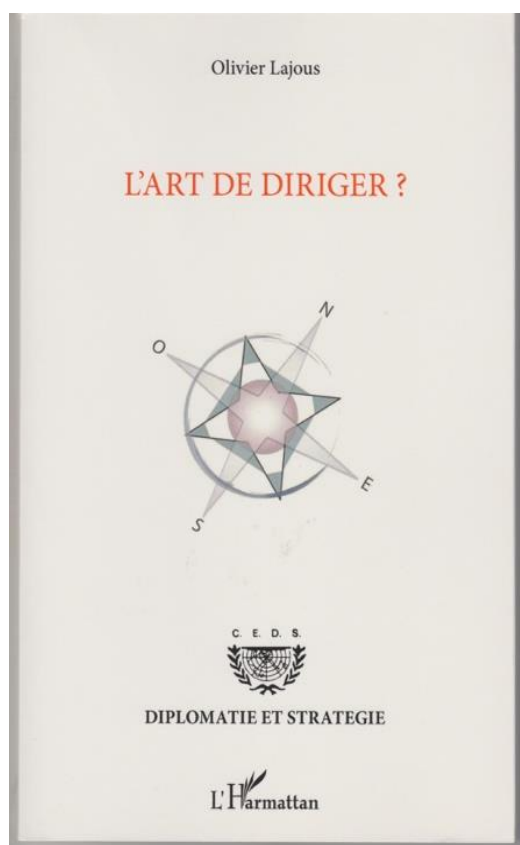 Olivier Lajous
L'ART DE DIRIGER ?
N
O
E
S
C. E. D. S.
DIPLOMATIE ET STRATEGIE
L'Harmattan